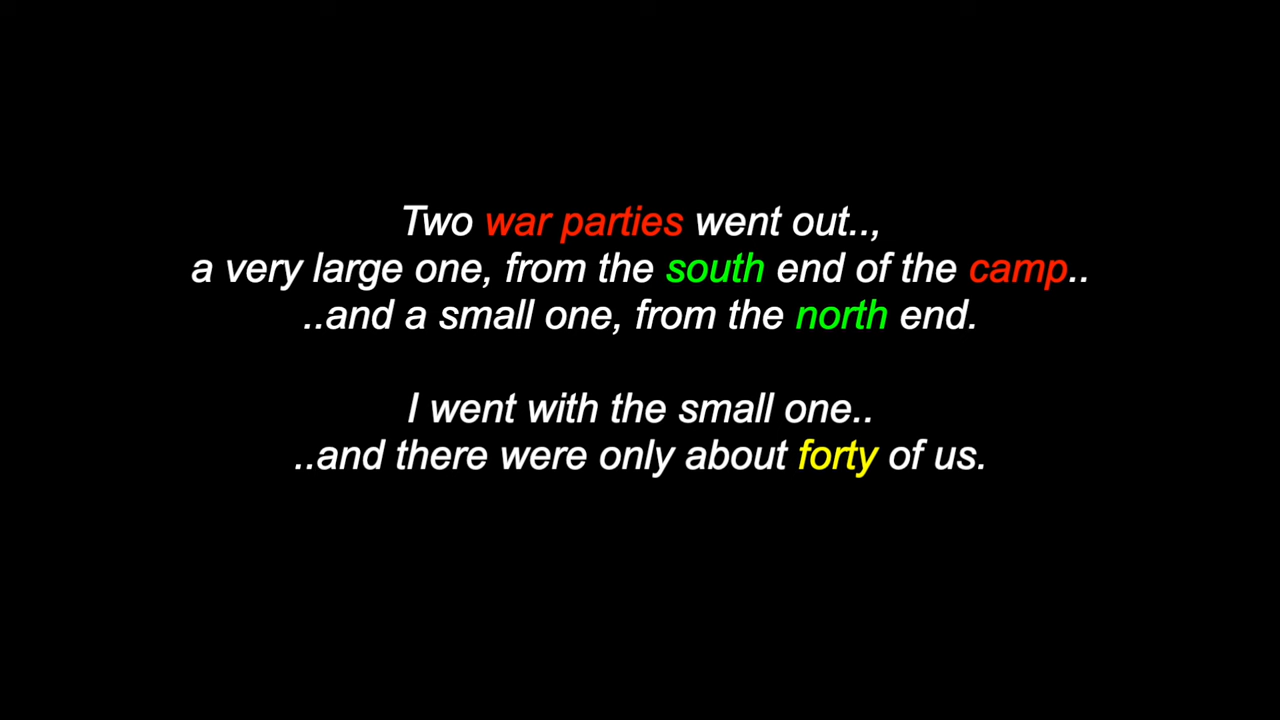 Two war parties went out..,
a very large one, from the south end of the camp..
..and a small one, from the north end.
I went with the small one..
..and there were only about forty of us.